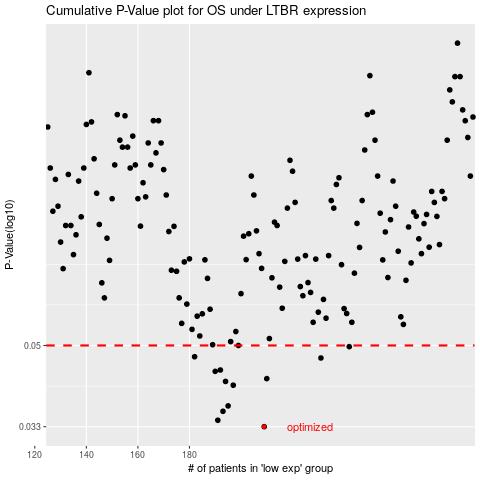 Cumulative P-Value plot for OS under LTBR expression
P-Value(log10)
0.05
0.033
optimized
120 140 160 180
# of patients in 'low exp' group